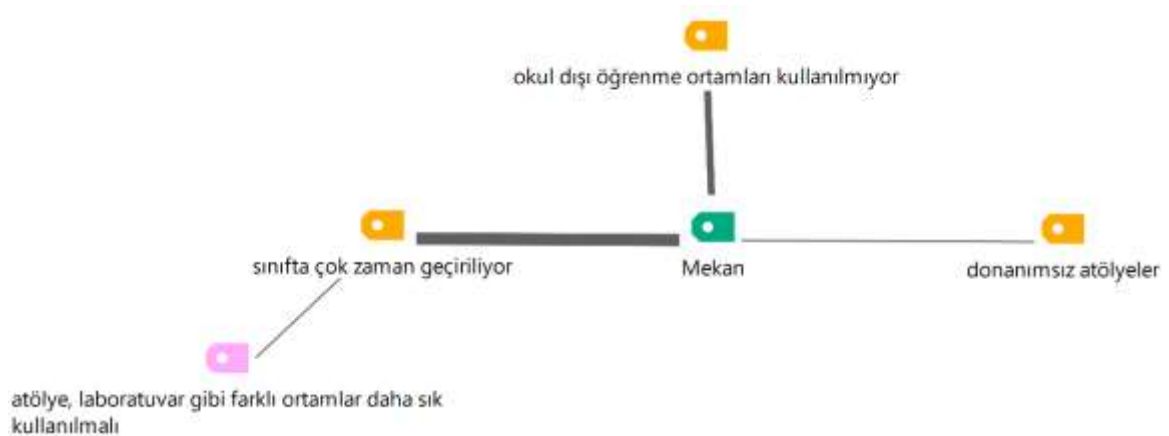 okul dışı öğrenme ortamları kullanılmıyor
sınıfta çok zaman geçiriliyor
Mekan
donanımsız atölyeler
atölye, laboratuvar gibi farklı ortamlar daha sık
kullanılmalı